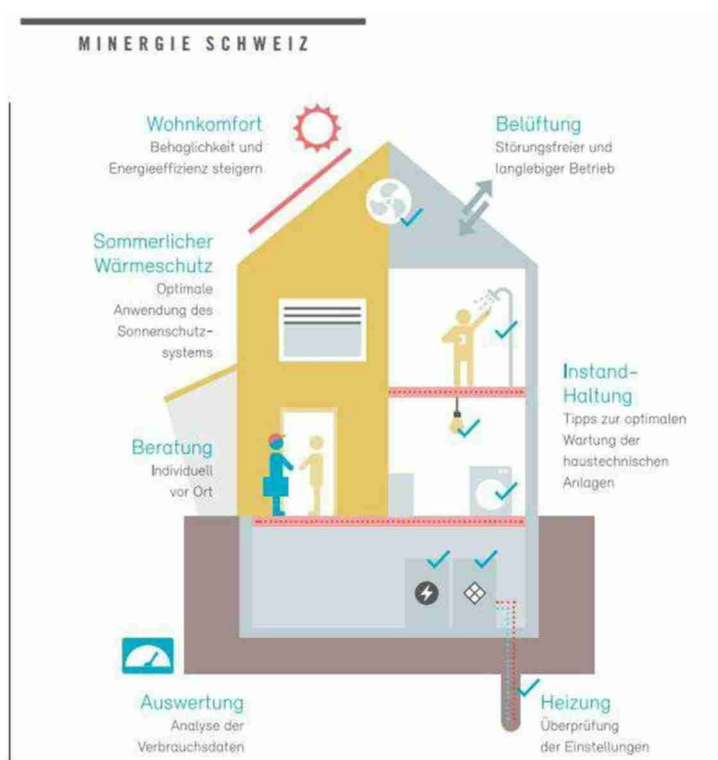 MINERGIE SCHWEIZ
Wohnkomfort
Behaglichkeit und
Energieeffizienz steigern
Belüftung
Störungsfreier und
langlebiger Betrieb
Sommerlicher
Wärmeschutz
Optimale
Anwendung des
Sonnenschutz-
systems
Instand-
Haltung
Tipps zur optimalen
Wartung der
haustechnischen
Anlagen
Beratung
Individuell
vor Ort
Auswertung
Analyse der
Verbrauchsdaten
Heizung
Überprüfung
der Einstellungen